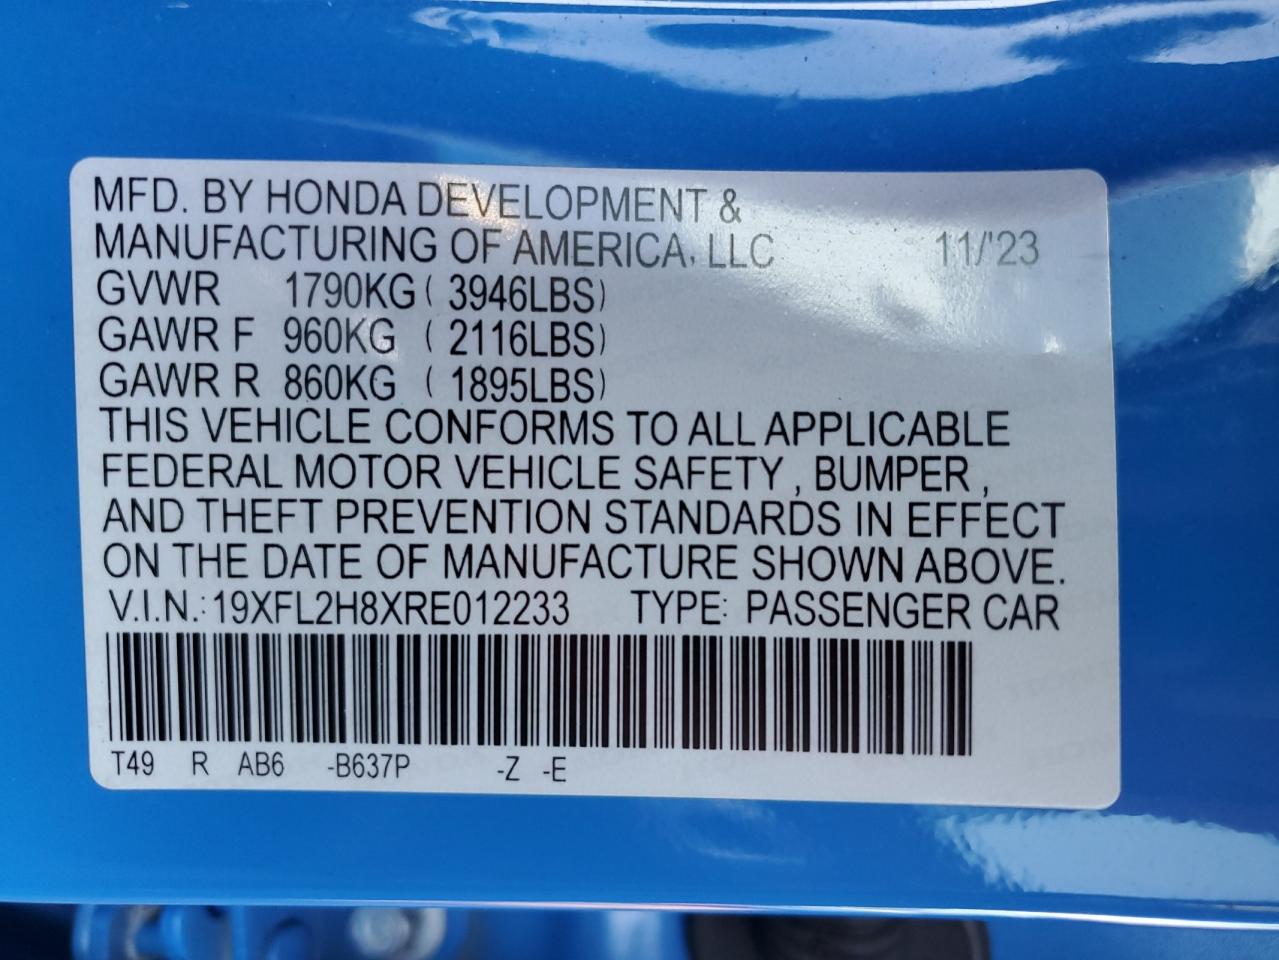 MFD. BY HONDA DEVELOPMENT &
MANUFACTURING OF AMERICA, LLC 11/'23
GVWR 1790KG ( 3946LBS)
GAWR F 960KG ( 2116LBS)
GAWR R 860KG ( 1895LBS)
THIS VEHICLE CONFORMS TO ALL APPLICABLE
FEDERAL MOTOR VEHICLE SAFETY , BUMPER ,
AND THEFT PREVENTION STANDARDS IN EFFECT
ON THE DATE OF MANUFACTURE SHOWN ABOVE.
V.I.N.: 19XFL2H8XRE012233 TYPE: PASSENGER CAR
T49 R AB6 -B637P -Z -E